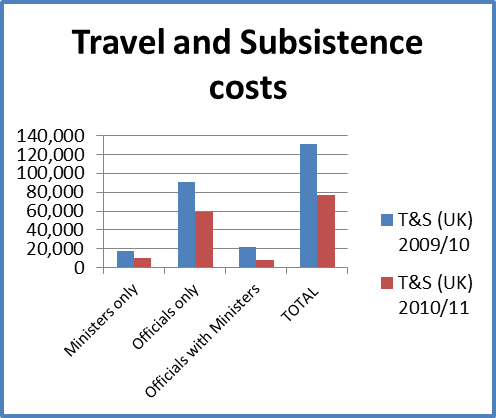 Travel and Subsistence
costs
140,000
120,000
100,000
80,000
60,000
40,000
20,000
0
Ministers only
Officials only
Officials with Ministers
TOTAL
T&S (UK)
2009/10
T&S (UK)
2010/11